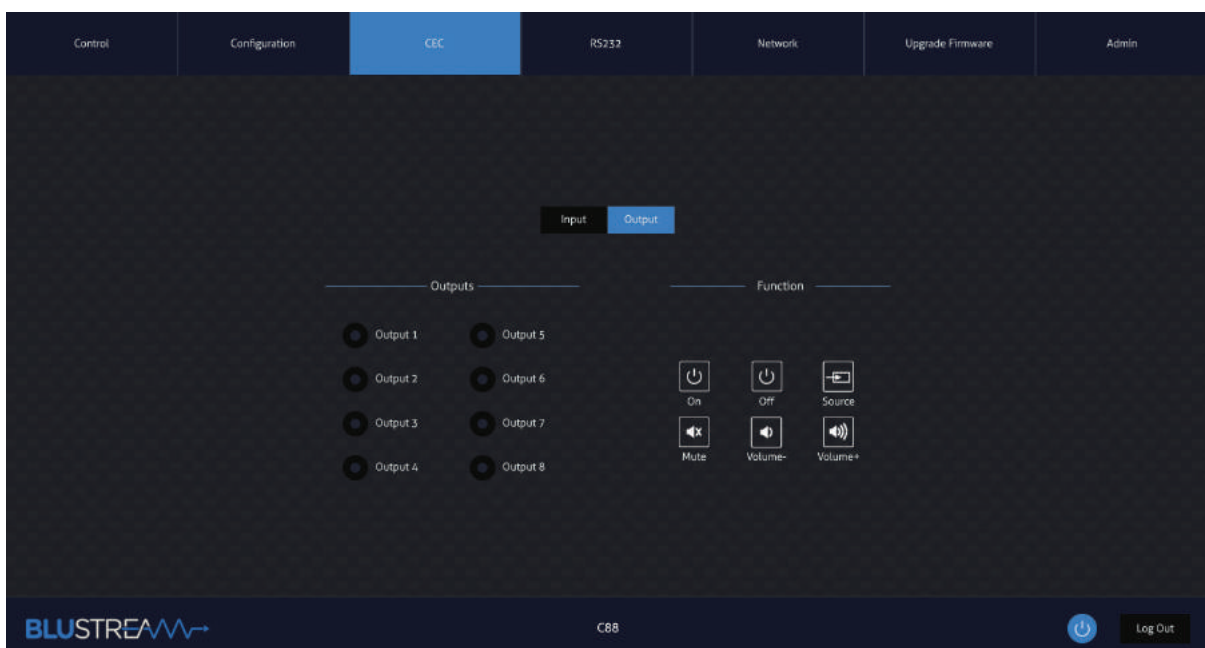 Control Configuration CEC RS232 Network Upgrade Firmware Admin
Input Output
Outputs Function
Output 1 Output 5
Output 2 Output 6
On Off Source
Output 3 Output 7
Mute Volume- Volume+
Output 4 Output 8
BLUSTREAM C88 Log Out